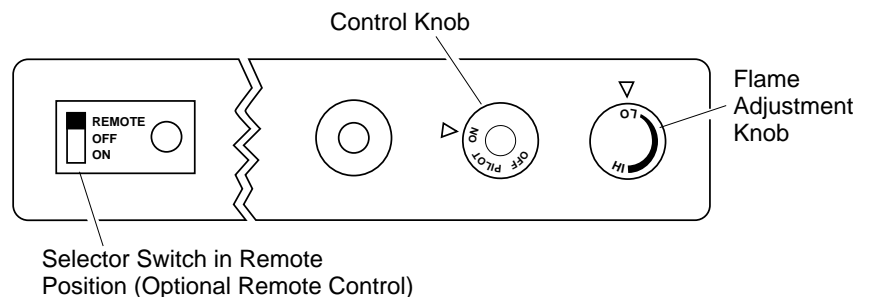 Control Knob
Flame
Adjustment
Knob
REMOTE
OFF
ON
ON
PILOT
OFF
LO
HI
Selector Switch in Remote
Position (Optional Remote Control)